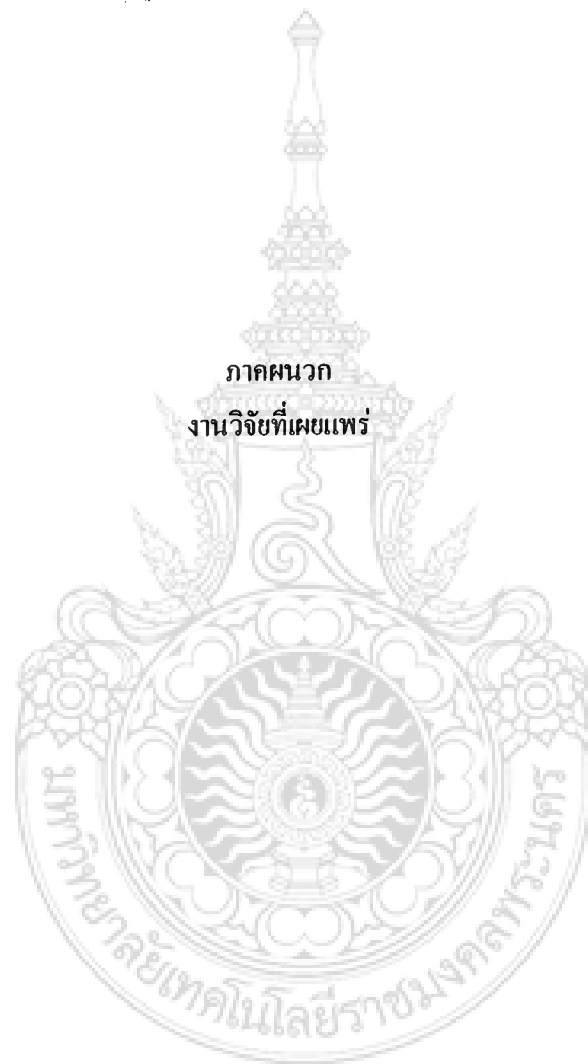 ภาคผนวก
งานวิจัยที่เผยแพร่
มหาวิทยาลัยเทคโนโลยีราชมงคลพระนคร